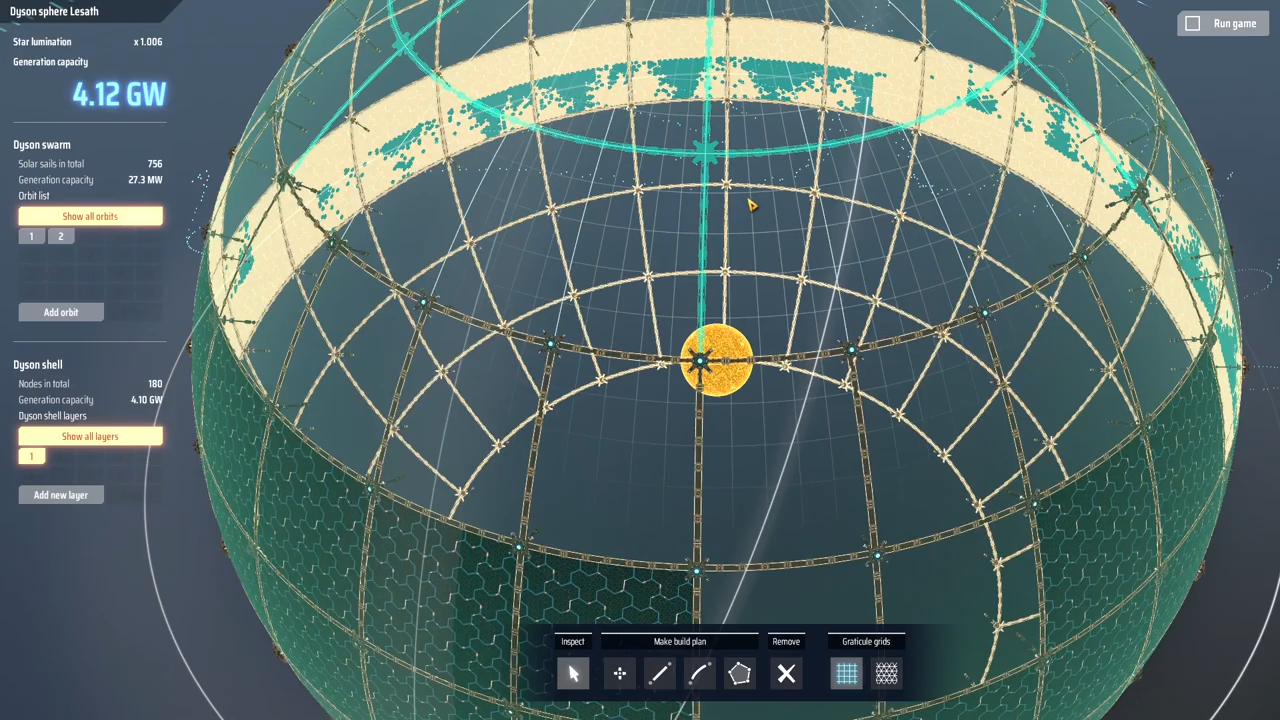 Dyson sphere Lesath
Run game
Star lumination x 1.006
Generation capacity
4.12 GW
Dyson swarm
Solar sails in total 756
Generation capacity 27.3 MW
Orbit list
Show all orbits
1 2
Add orbit
Dyson shell
Nodes in total 180
Generation capacity 4.10 GW
Dyson shell layers
Show all layers
1
Add new layer
Inspect Make build plan Remove Graticule grids